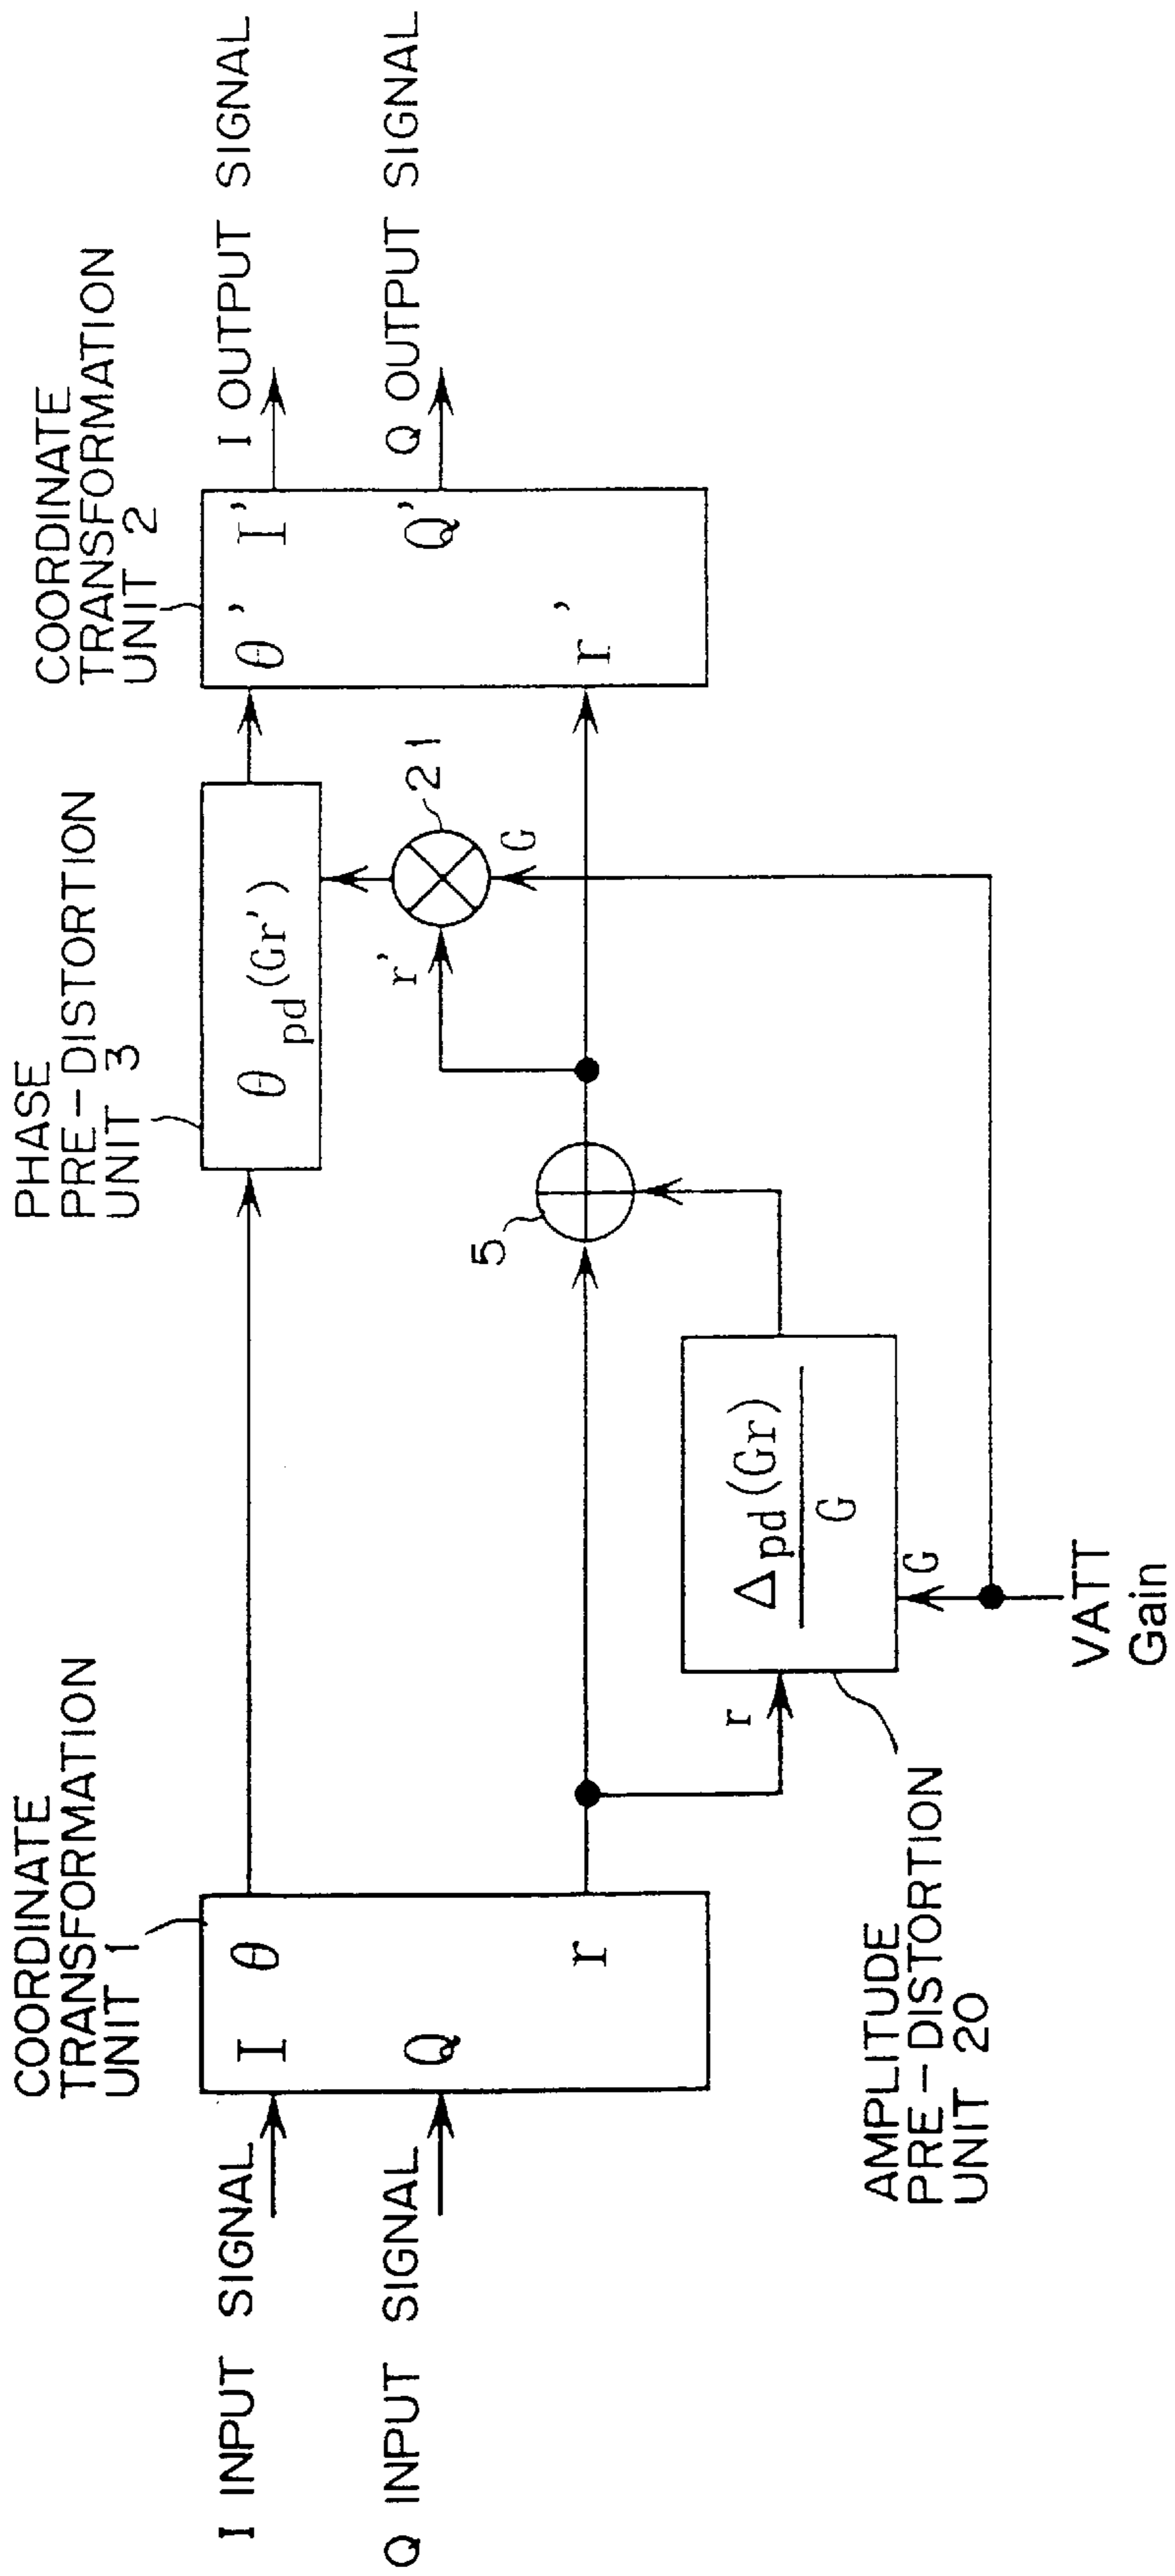 COORDINATE
TRANSFORMATION
UNIT 1
PHASE
PRE-DISTORTION
UNIT 3
COORDINATE
TRANSFORMATION
UNIT 2
I INPUT SIGNAL
I θ
θpd(Gr')
θ' I'
I OUTPUT SIGNAL
Q INPUT SIGNAL
Q
r'
21
Q'
Q OUTPUT SIGNAL
5
G
r
r'
r
Δpd(Gr)
G
G
AMPLITUDE
PRE-DISTORTION
UNIT 20
VATT
Gain